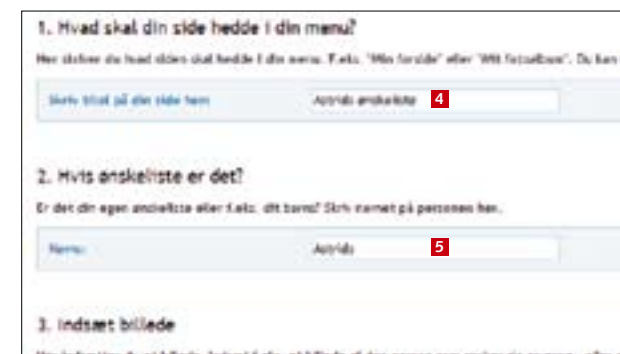 1. Hvad skal din side hedde i din menu?
Her skriver du hvad siden skal hedde i din menu. F.eks. "Min forside" eller "Mit fotoalbum". Du kan
Skriv titel på din side her: Astrids ønskeliste 4
2. Hvis ønskeliste er det?
Er det din egen ønskeliste eller f.eks. dit barns? Skriv navnet på personen her.
Navn: Astrids 5
3. Indsæt billede